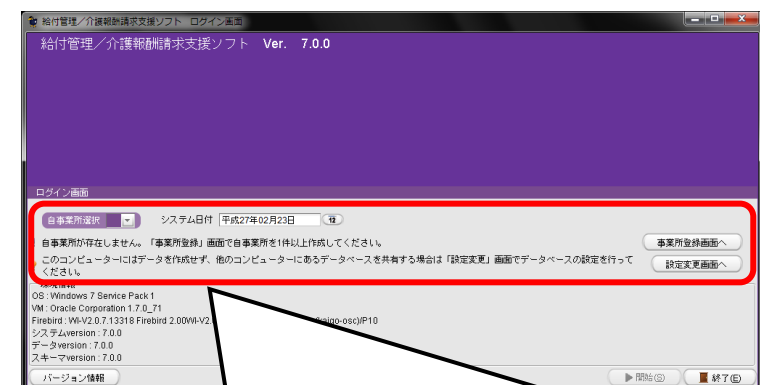 給付管理／介護報酬請求支援ソフト ログイン画面
給付管理／介護報酬請求支援ソフト Ver. 7.0.0
ログイン画面
自事業所選択 システム日付 平成27年02月23日
自事業所が存在しません。「事業所登録」画面で自事業所を1件以上作成してください。 事業所登録画面へ
このコンピューターにはデータを作成せず、他のコンピューターにあるデータベースを共有する場合は「設定変更」画面でデータベースの設定を行って 設定変更画面へ
ください。
環境情報
OS : Windows 7 Service Pack 1
VM : Oracle Corporation 1.7.0_71
Firebird : WI-V2.0.7.13318 Firebird 2.00WI-V2. aigo-osc)/P10
システムversion : 7.0.0
データversion : 7.0.0
スキーマversion : 7.0.0
バージョン情報 開始(S) 終了(E)